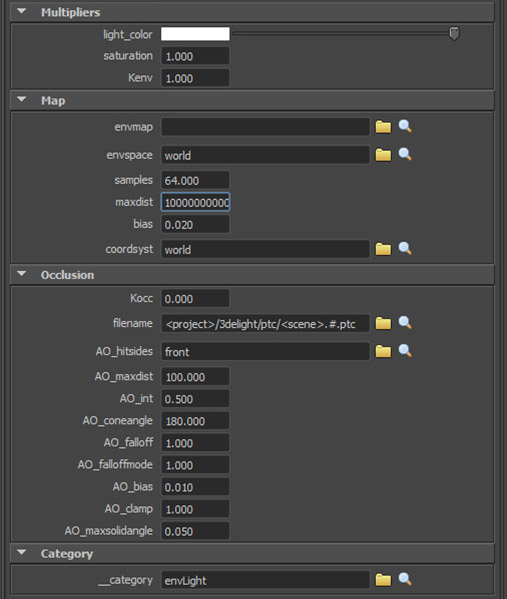 Multipliers
light_color
saturation 1.000
Kenv 1.000
Map
envmap
envspace world
samples 64.000
maxdist 10000000000
bias 0.020
coordsyst world
Occlusion
Kocc 0.000
filename <project>/3delight/ptc/<scene>.#.ptc
AO_hitsides front
AO_maxdist 100.000
AO_int 0.500
AO_coneangle 180.000
AO_falloff 1.000
AO_falloffmode 1.000
AO_bias 0.010
AO_clamp 1.000
AO_maxsolidangle 0.050
Category
__category envLight